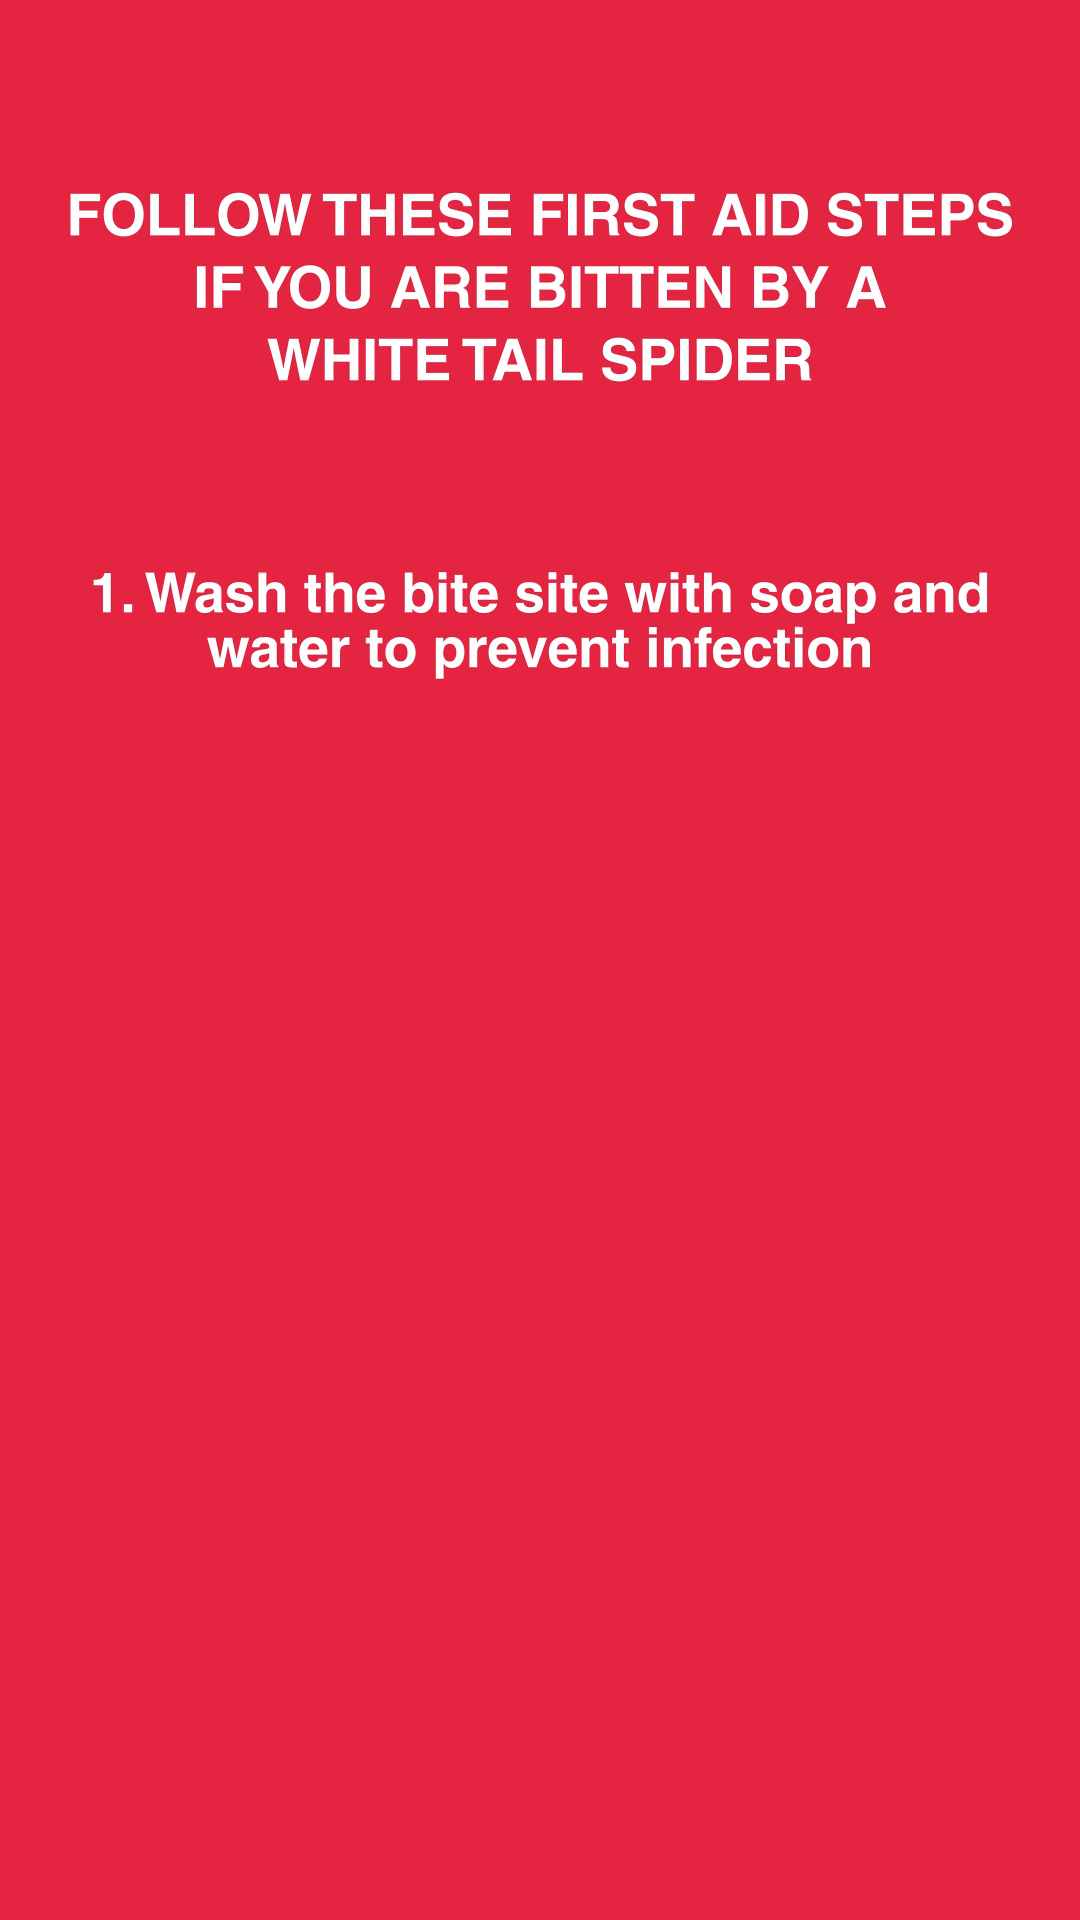 FOLLOW THESE FIRST AID STEPS
IF YOU ARE BITTEN BY A
WHITE TAIL SPIDER
1. Wash the bite site with soap and
water to prevent infection